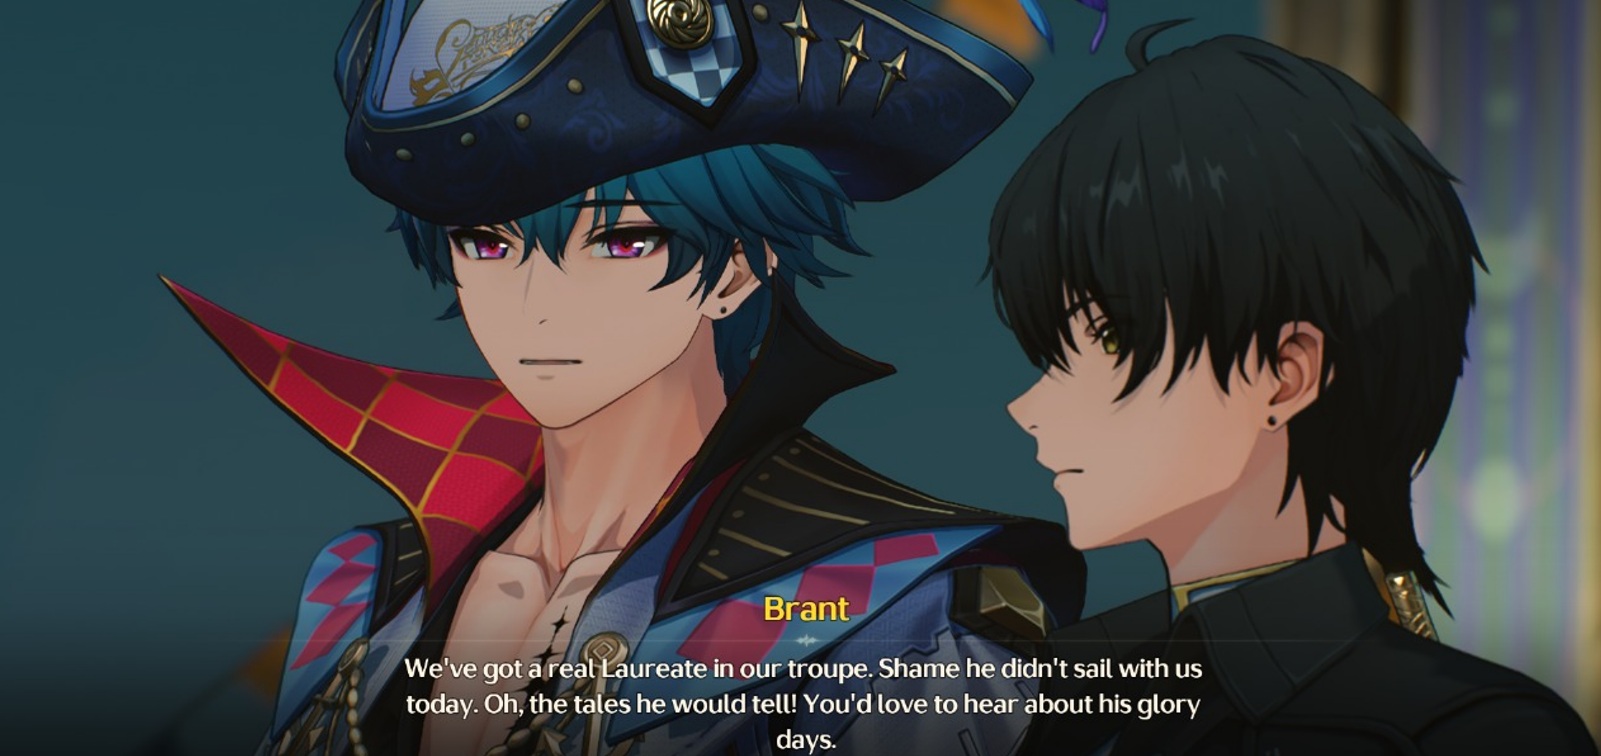 Brant
We've got a real Laureate in our troupe. Shame he didn't sail with us
today. Oh, the tales he would tell! You'd love to hear about his glory
days.